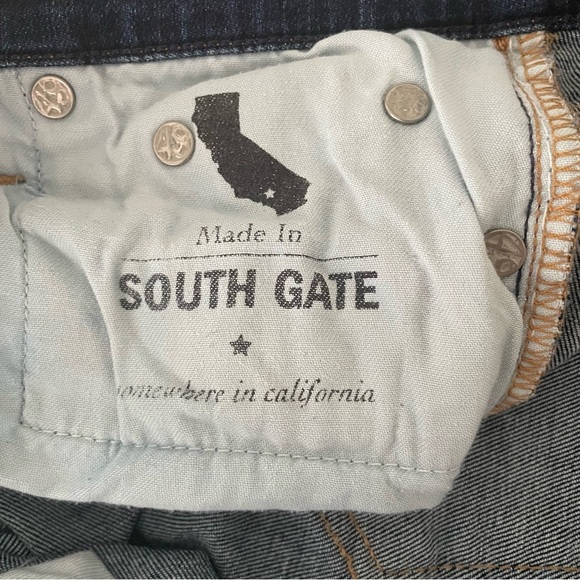 Made In
SOUTH GATE
somewhere in california